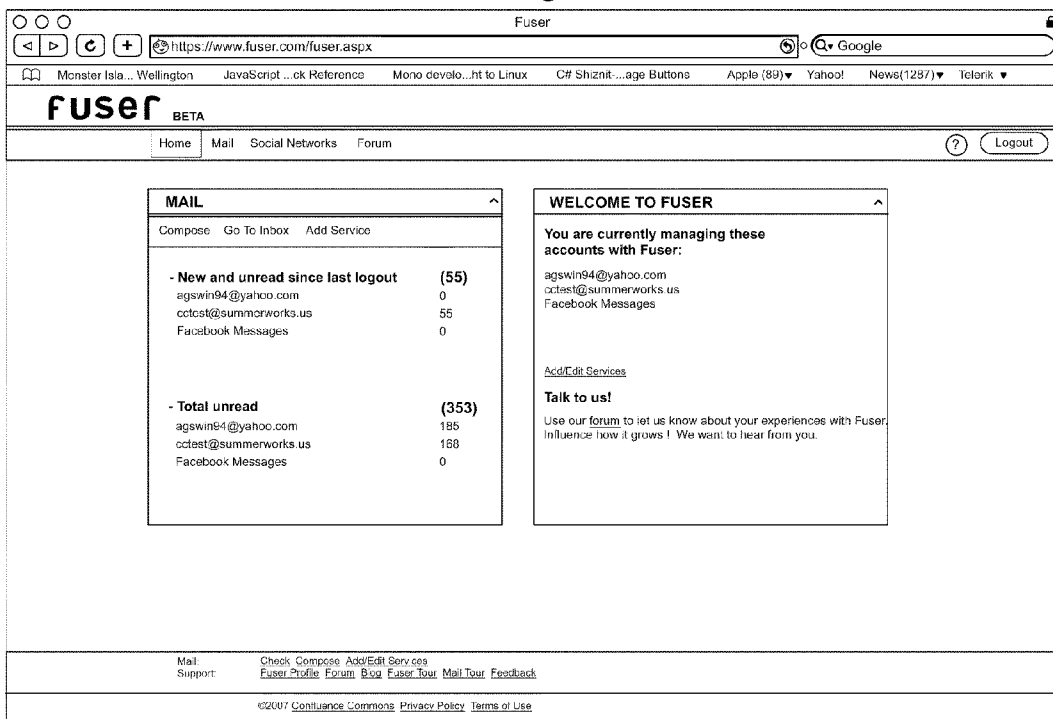 Fuser
https://www.fuser.com/fuser.aspx Google
Monster Isla... Wellington JavaScript ...ck Reference Mono develo...ht to Linux C# Shiznit-...age Buttons Apple (89)▾ Yahoo! News(1287)▾ Telerik ▾
fuser BETA
Home Mail Social Networks Forum ? Logout
MAIL
Compose Go To Inbox Add Service
- New and unread since last logout (55)
agswin94@yahoo.com 0
cctest@summerworks.us 55
Facebook Messages 0
- Total unread (353)
agswin94@yahoo.com 185
cctest@summerworks.us 168
Facebook Messages 0
WELCOME TO FUSER
You are currently managing these
accounts with Fuser:
agswin94@yahoo.com
cctest@summerworks.us
Facebook Messages
Add/Edit Services
Talk to us!
Use our forum to let us know about your experiences with Fuser.
Influence how it grows ! We want to hear from you.
Mail: Check Compose Add/Edit Services
Support: Fuser Profile Forum Blog Fuser Tour Mail Tour Feedback
©2007 Confluence Commons Privacy Policy Terms of Use